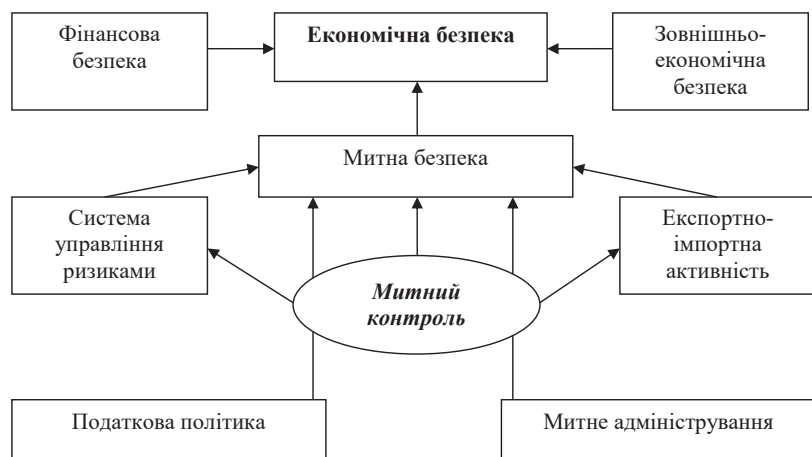 Фінансова
безпека
Економічна безпека
Зовнішньо-
економічна
безпека
Митна безпека
Система
управління
ризиками
Експортно-
імпортна
активність
Митний
контроль
Податкова політика
Митне адміністрування